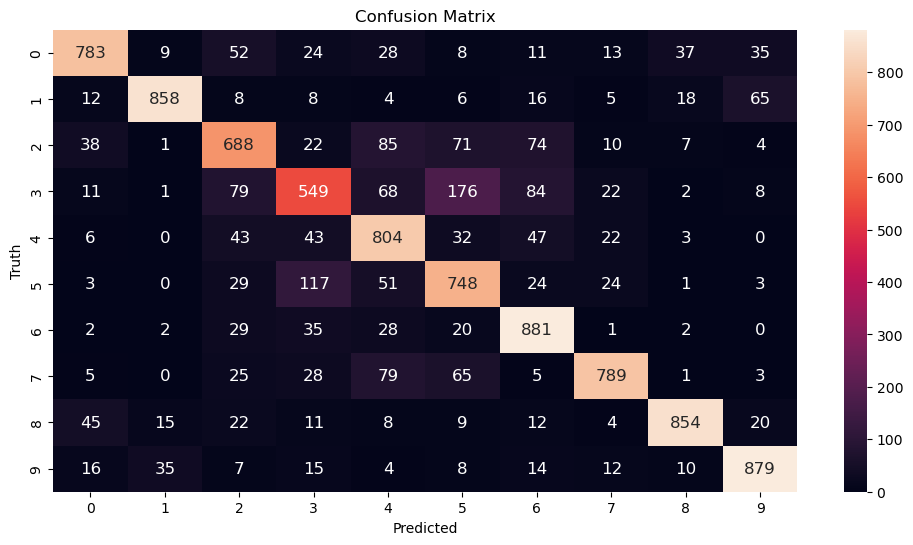 Confusion Matrix
0 783 9 52 24 28 8 11 13 37 35
1 12 858 8 8 4 6 16 5 18 65
2 38 1 688 22 85 71 74 10 7 4
3 11 1 79 549 68 176 84 22 2 8
4 6 0 43 43 804 32 47 22 3 0
5 3 0 29 117 51 748 24 24 1 3
6 2 2 29 35 28 20 881 1 2 0
7 5 0 25 28 79 65 5 789 1 3
8 45 15 22 11 8 9 12 4 854 20
9 16 35 7 15 4 8 14 12 10 879
0 1 2 3 4 5 6 7 8 9
Predicted
Truth
800
700
600
500
400
300
200
100
0